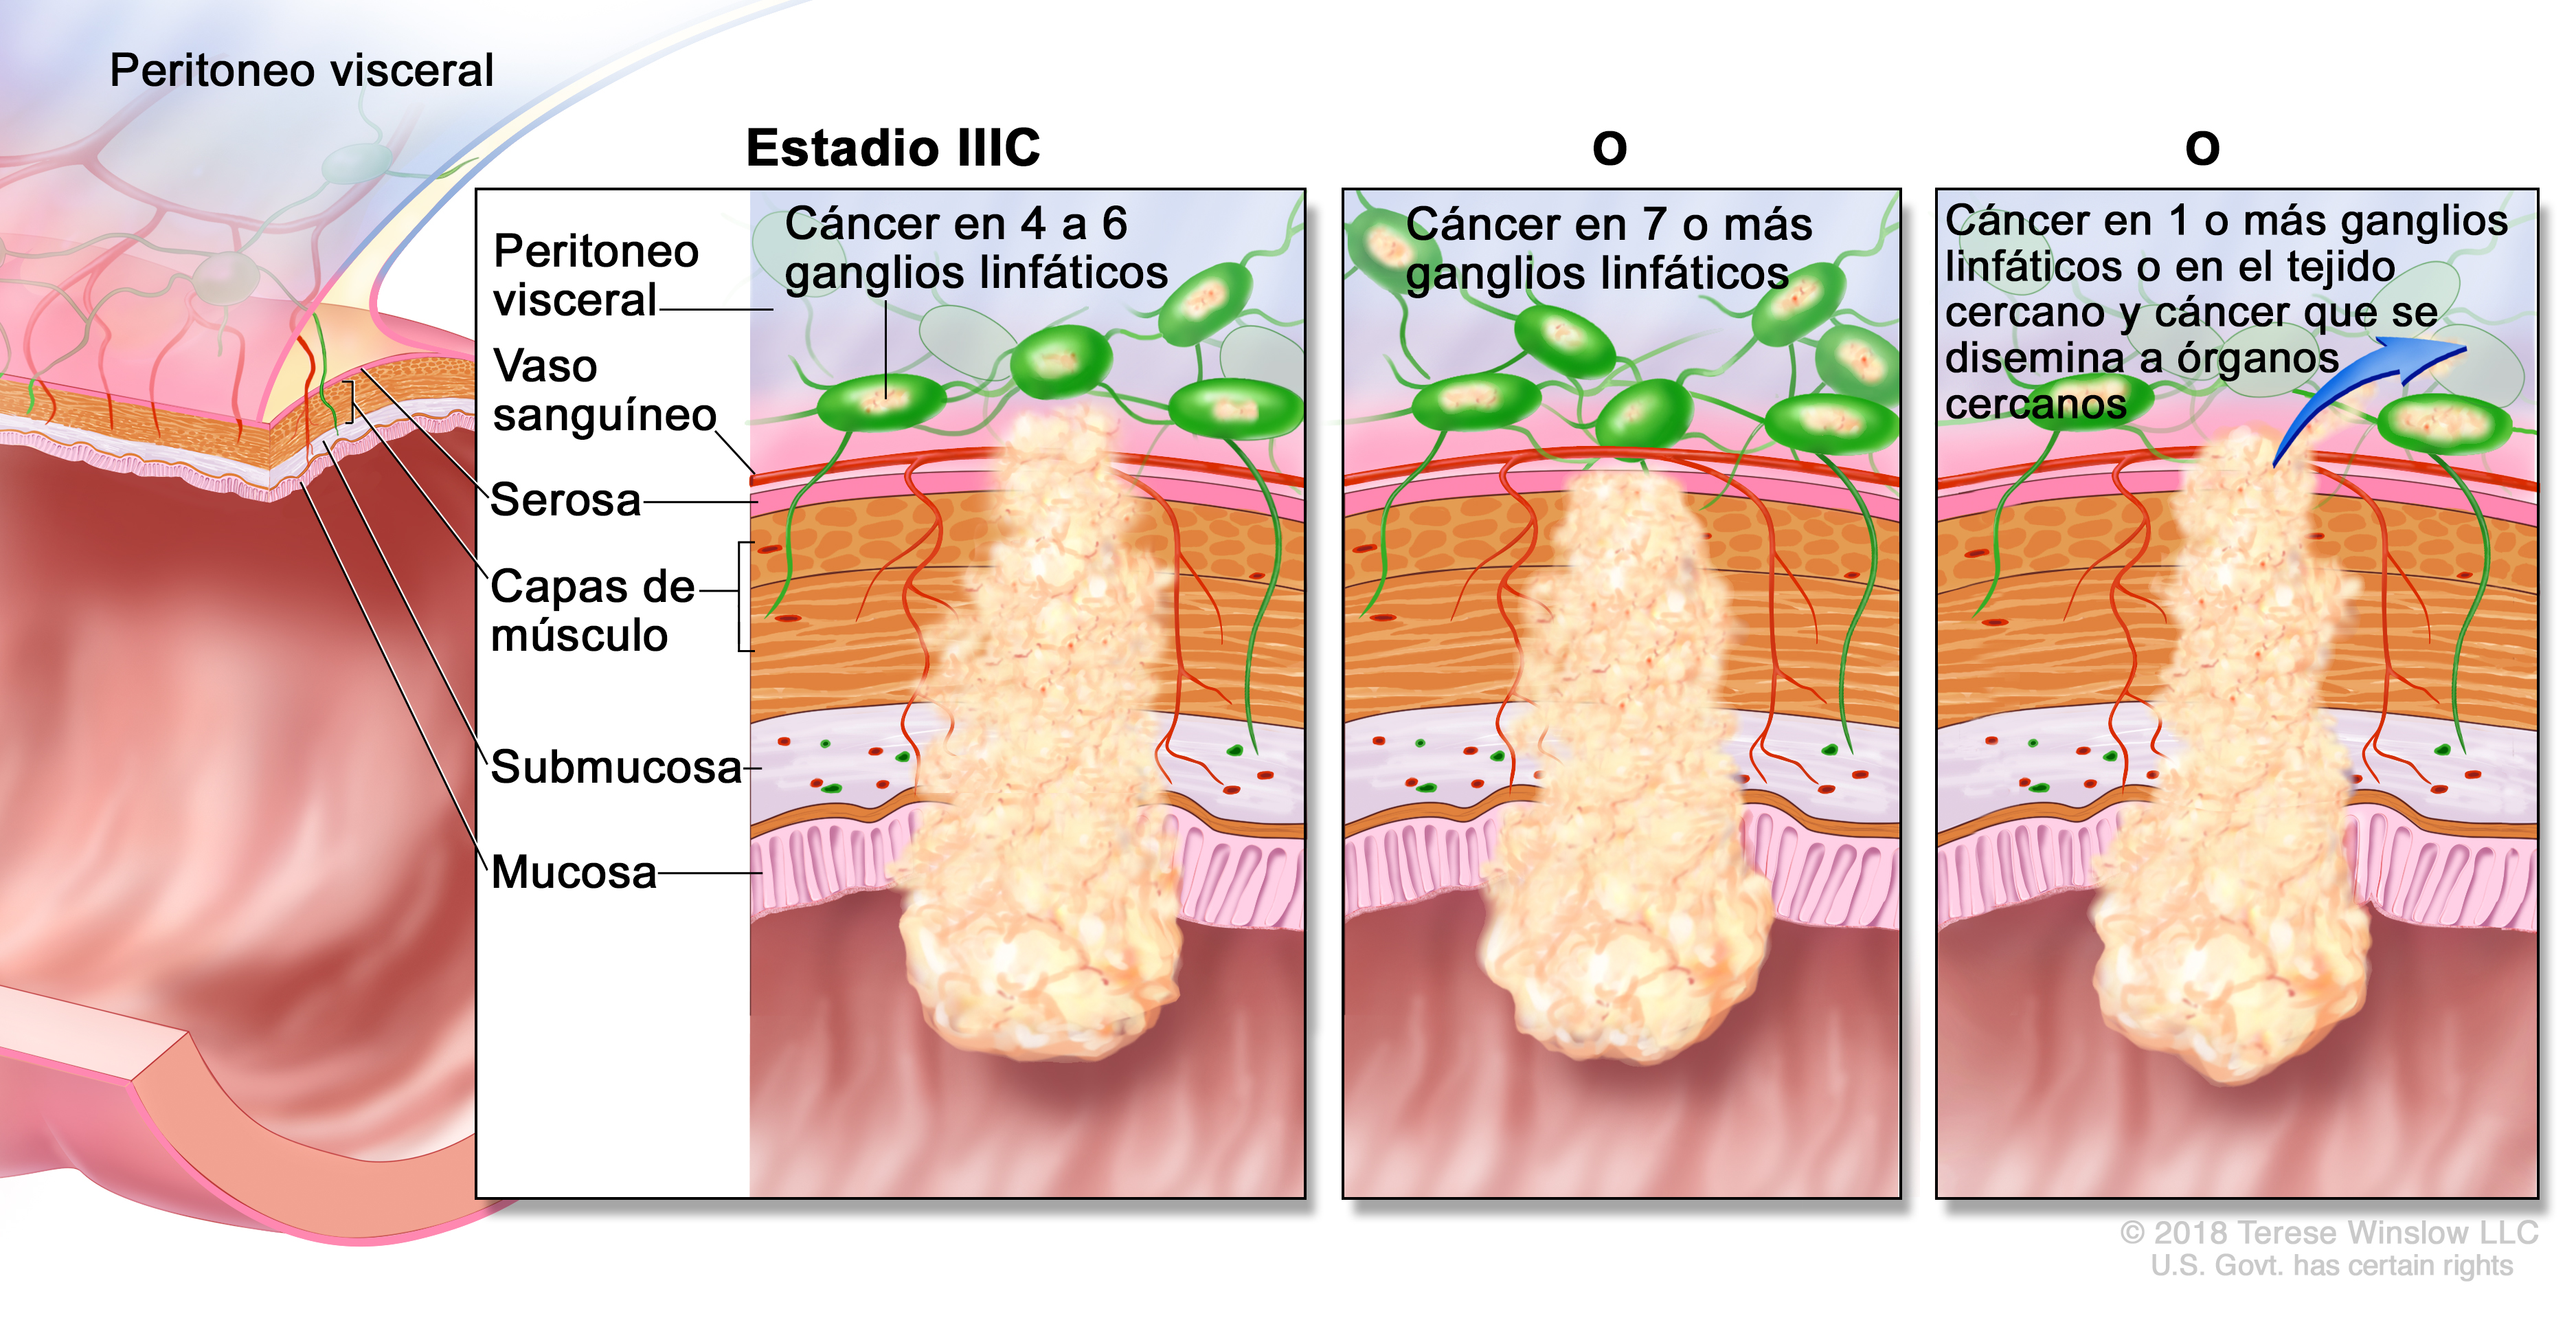 Peritoneo visceral
Estadio IIIC
O
O
Peritoneo
visceral
Vaso
sanguíneo
Serosa
Capas de
músculo
Submucosa
Mucosa
Cáncer en 4 a 6
ganglios linfáticos
Cáncer en 7 o más
ganglios linfáticos
Cáncer en 1 o más ganglios
linfáticos o en el tejido
cercano y cáncer que se
disemina a órganos
cercanos
© 2018 Terese Winslow LLC
U.S. Govt. has certain rights